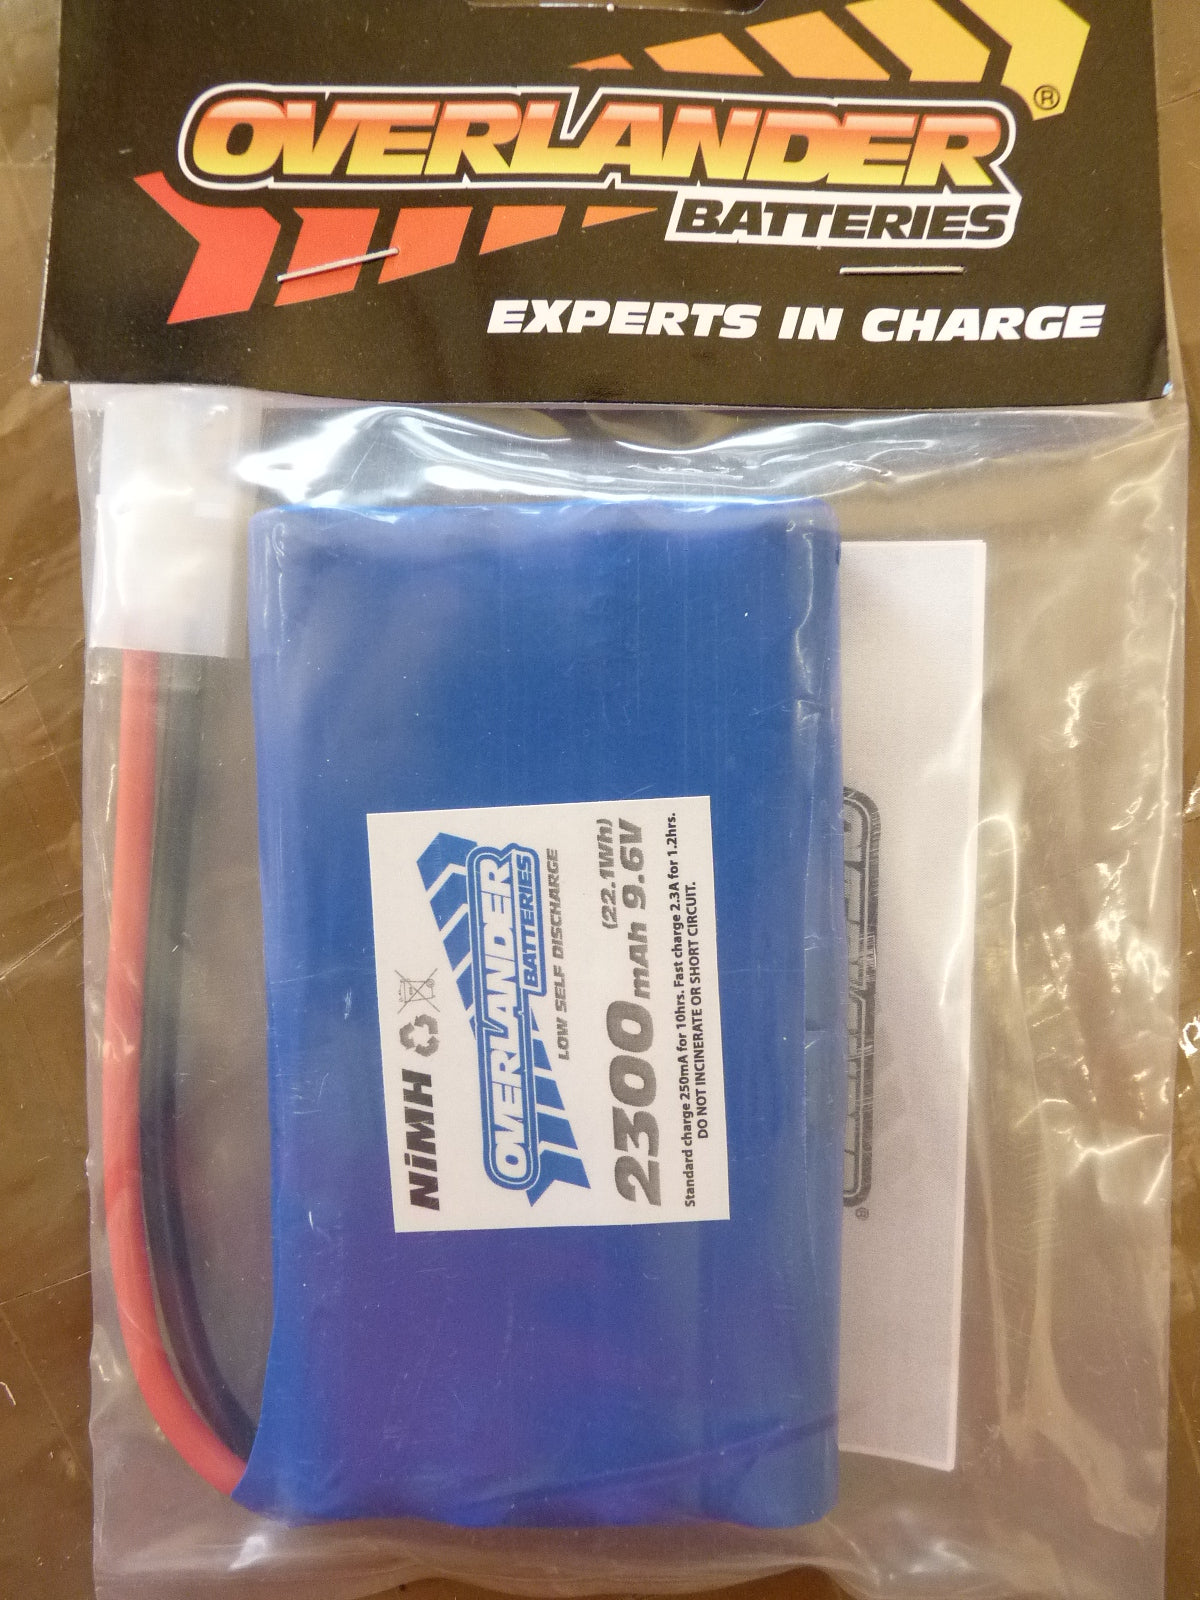 OVERLANDER ®
BATTERIES
EXPERTS IN CHARGE
NiMH
OVERLANDER
BATTERIES
LOW SELF DISCHARGE
(22.1Wh)
2300mAh 9.6V
Standard charge 250mA for 10hrs. Fast charge 2.3A for 1.2hrs.
DO NOT INCINERATE OR SHORT CIRCUIT.
®